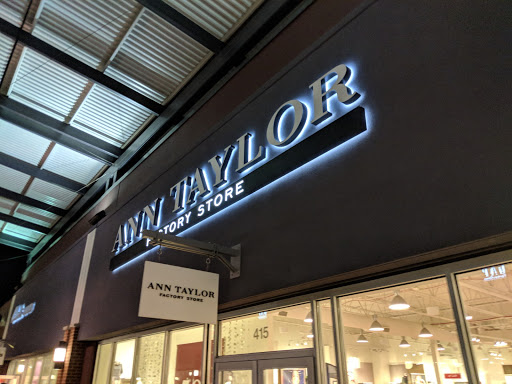 ANN TAYLOR
FACTORY STORE
ANN TAYLOR
FACTORY STORE
415